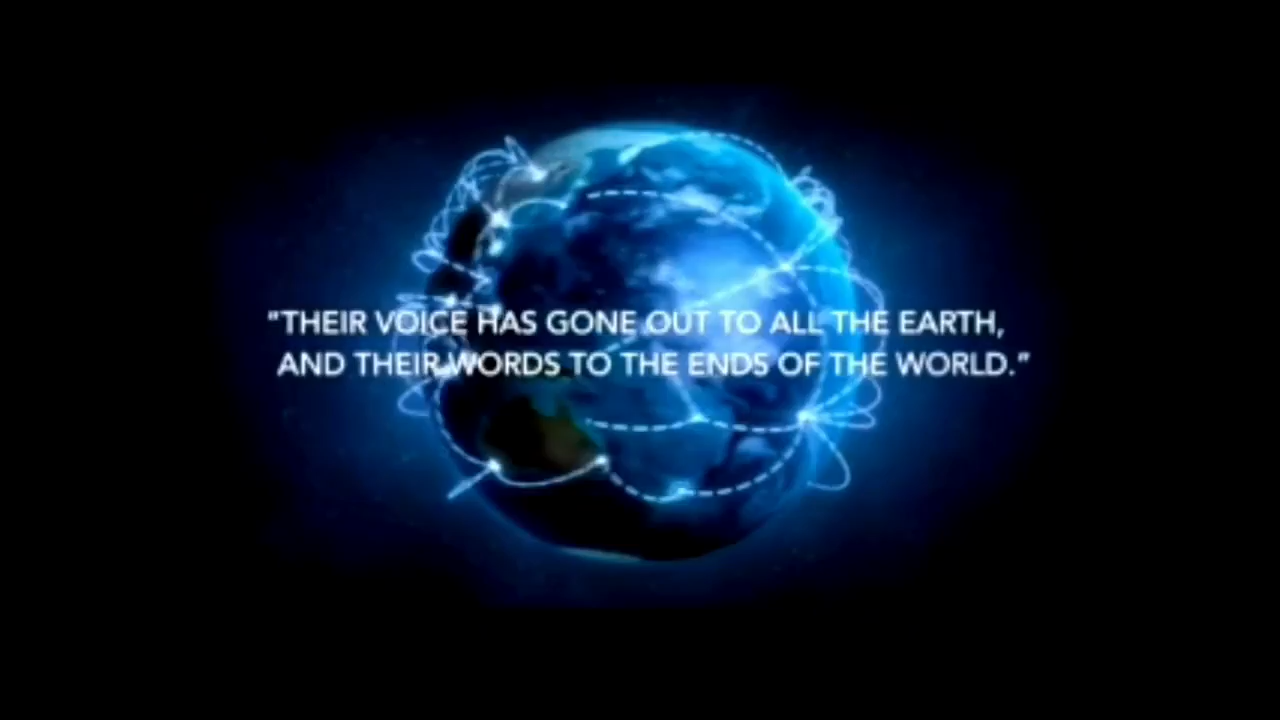 "THEIR VOICE HAS GONE OUT TO ALL THE EARTH,
AND THEIR WORDS TO THE ENDS OF THE WORLD.”